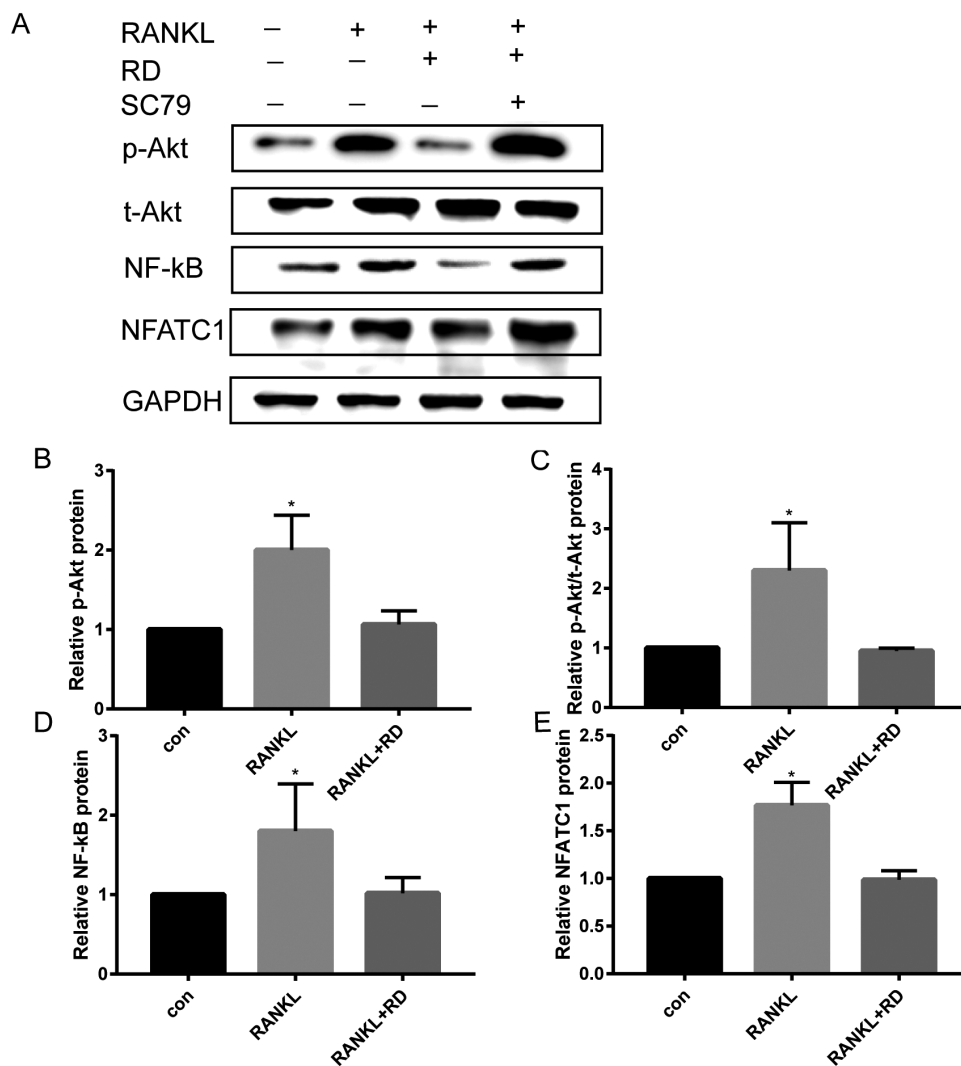 A
RANKL – + + +
RD – – + +
SC79 – – – +
p-Akt
t-Akt
NF-kB
NFATC1
GAPDH
B
Relative p-Akt protein
3
2
1
0
*
con
RANKL
RANKL+RD
C
Relative p-Akt/t-Akt protein
4
3
2
1
0
*
con
RANKL
RANKL+RD
D
Relative NF-kB protein
3
2
1
0
*
con
RANKL
RANKL+RD
E
Relative NFATC1 protein
2.5
2.0
1.5
1.0
0.5
0.0
*
con
RANKL
RANKL+RD